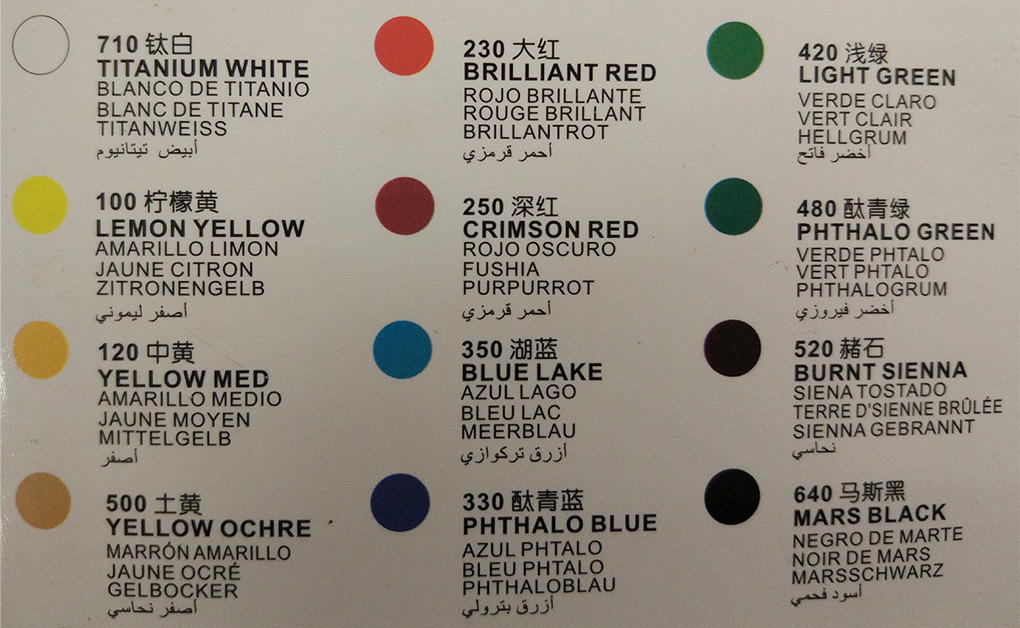 710 钛白
TITANIUM WHITE
BLANCO DE TITANIO
BLANC DE TITANE
TITANWEISS
أبيض تيتانيوم
100 柠檬黄
LEMON YELLOW
AMARILLO LIMON
JAUNE CITRON
ZITRONENGELB
أصفر ليموني
120 中黄
YELLOW MED
AMARILLO MEDIO
JAUNE MOYEN
MITTELGELB
أصفر
500 土黄
YELLOW OCHRE
MARRÓN AMARILLO
JAUNE OCRÉ
GELBOCKER
أصفر نحاسي
230 大红
BRILLIANT RED
ROJO BRILLANTE
ROUGE BRILLANT
BRILLANTROT
أحمر قرمزي
250 深红
CRIMSON RED
ROJO OSCURO
FUSHIA
PURPURROT
أحمر قرمزي
350 湖蓝
BLUE LAKE
AZUL LAGO
BLEU LAC
MEERBLAU
أزرق تركوازي
330 酞青蓝
PHTHALO BLUE
AZUL PHTALO
BLEU PHTALO
PHTHALOBLAU
أزرق بترولي
420 浅绿
LIGHT GREEN
VERDE CLARO
VERT CLAIR
HELLGRUM
أخضر فاتح
480 酞青绿
PHTHALO GREEN
VERDE PHTALO
VERT PHTALO
PHTHALOGRUM
أخضر فيروزي
520 赭石
BURNT SIENNA
SIENA TOSTADO
TERRE D'SIENNE BRÛLÉE
SIENNA GEBRANNT
نحاسي
640 马斯黑
MARS BLACK
NEGRO DE MARTE
NOIR DE MARS
MARSSCHWARZ
أسود فحمي